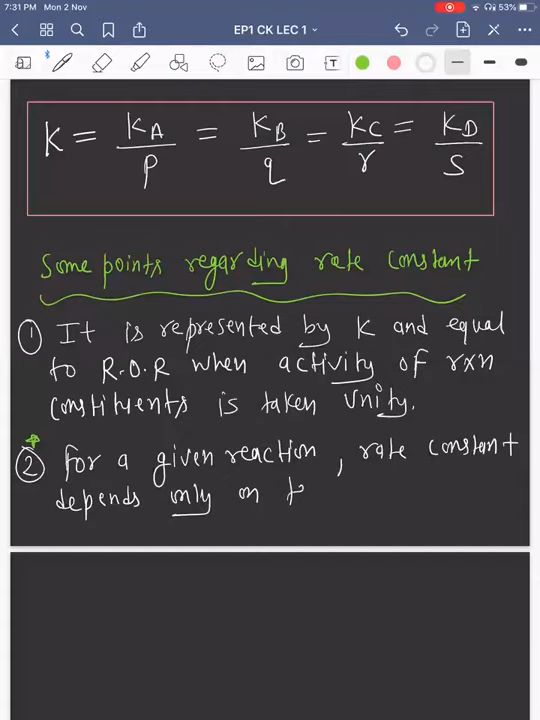 7:31 PM Mon 2 Nov 53%
EP1 CK LEC 1
K = KA/p = KB/q = KC/r = KD/s
Some points regarding rate constant
① It is represented by K and equal
to R.O.R when activity of rxn
constituents is taken Unity.
② for a given reaction, rate constant
depends only on t